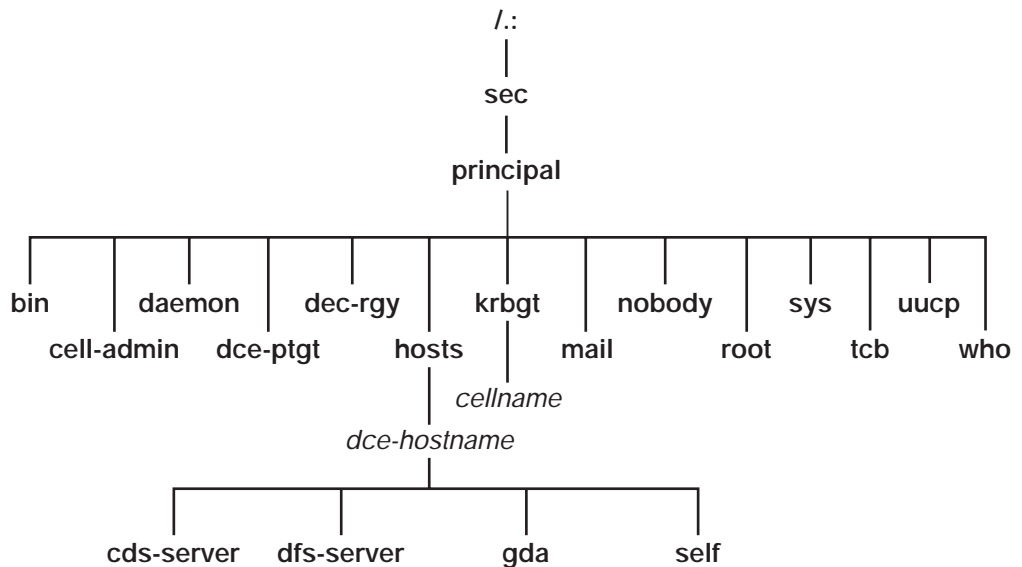 /.:
sec
principal
bin daemon dec-rgy krbgt nobody sys uucp
cell-admin dce-ptgt hosts mail root tcb who
cellname
dce-hostname
cds-server dfs-server gda self